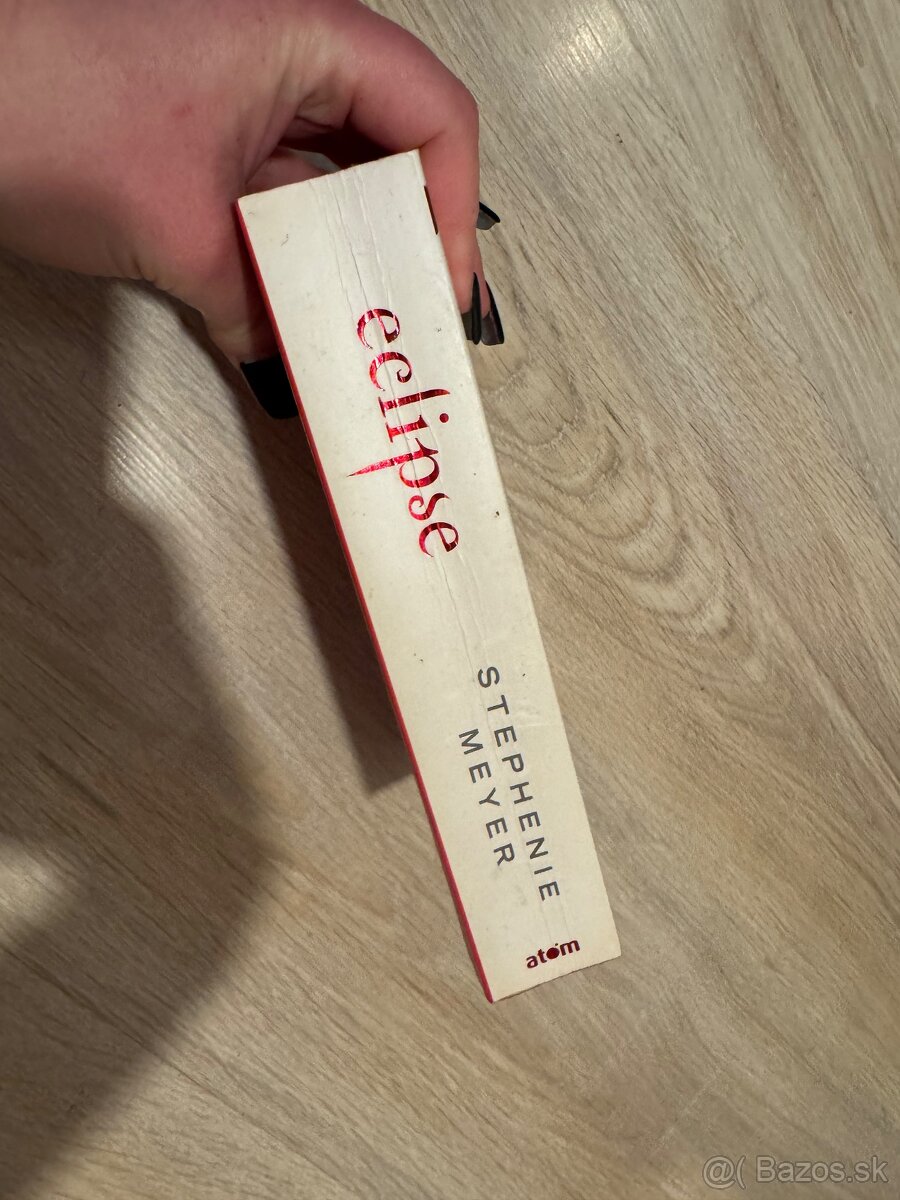 eclipse
STEPHENIE
MEYER
atom
@( Bazos.sk